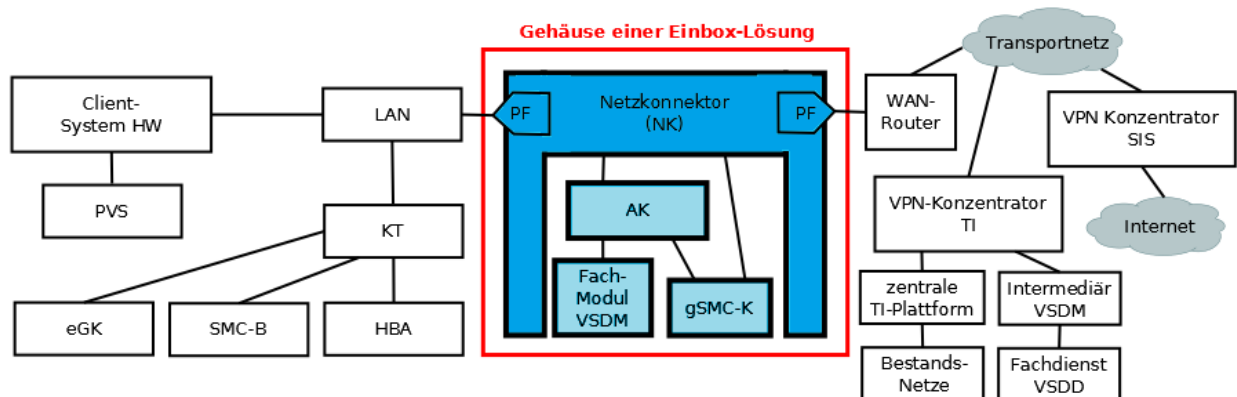 Gehäuse einer Einbox-Lösung
Client-
System HW
PVS
LAN
KT
eGK
SMC-B
HBA
PF
Netzkonnektor
(NK)
PF
AK
Fach-
Modul
VSDM
gSMC-K
WAN-
Router
Transportnetz
VPN Konzentrator
SIS
Internet
VPN-Konzentrator
TI
zentrale
TI-Plattform
Intermediär
VSDM
Bestands-
Netze
Fachdienst
VSDD